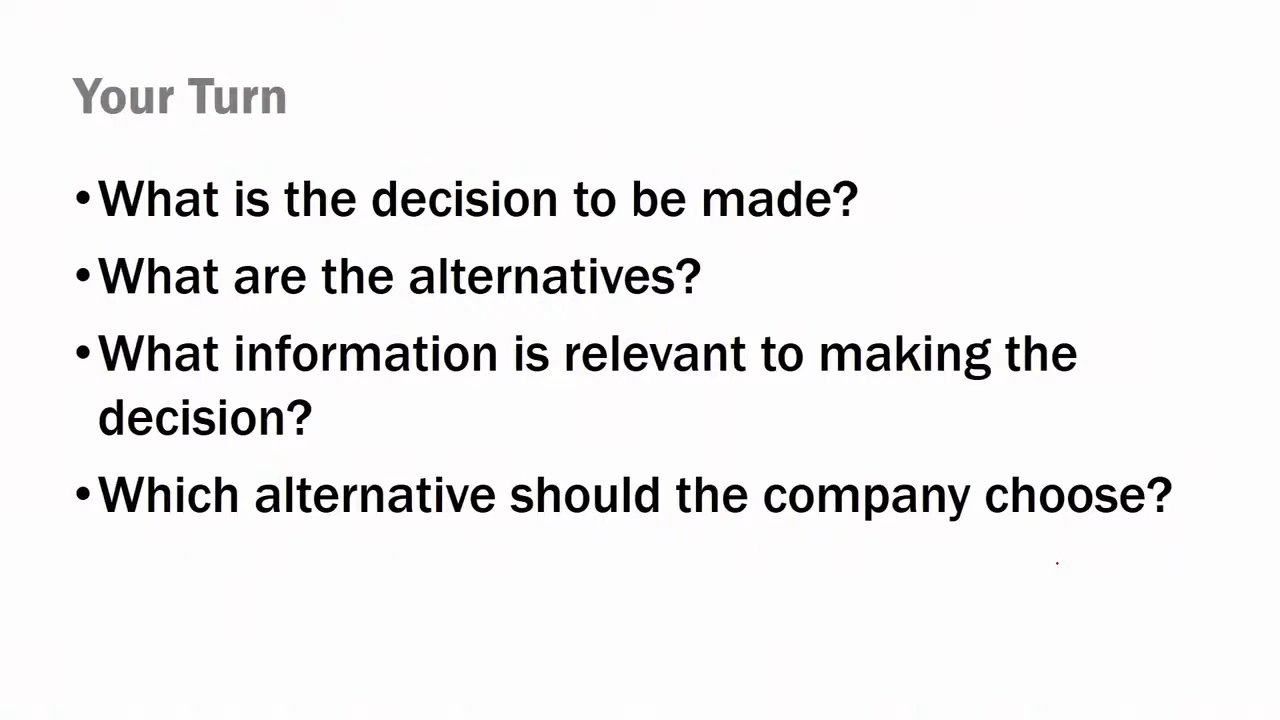 Your Turn
•What is the decision to be made?
•What are the alternatives?
•What information is relevant to making the
decision?
•Which alternative should the company choose?